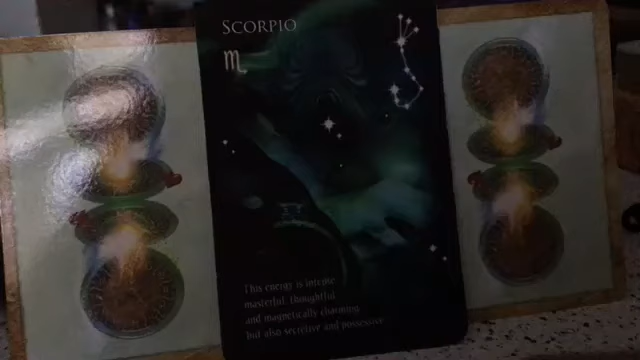 SCORPIO
♏
This energy is intense
masterful, thoughtful
and magnetically charming
but also secretive and possessive